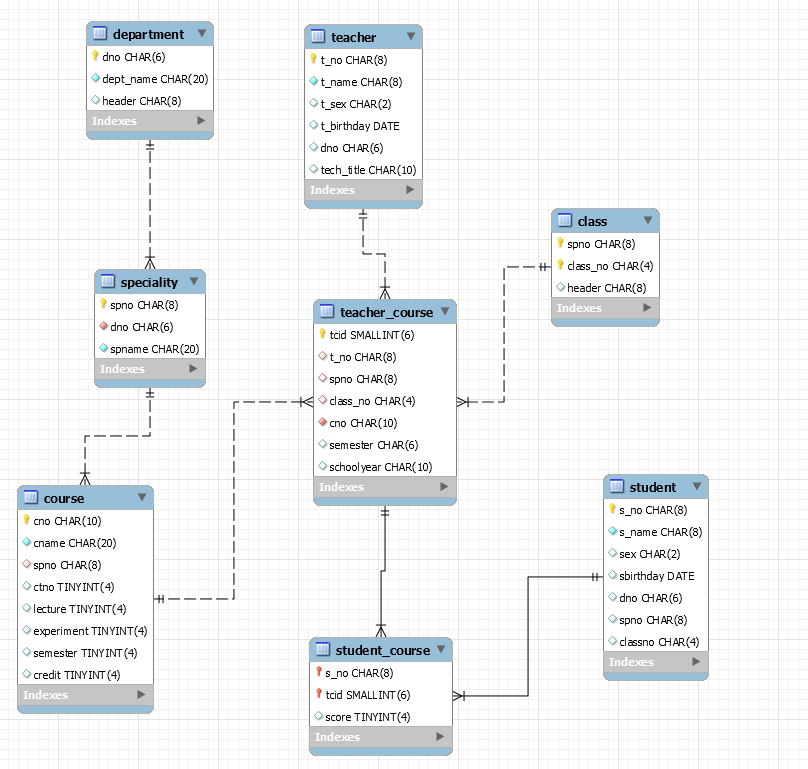 department
dno CHAR(6)
dept_name CHAR(20)
header CHAR(8)
Indexes
teacher
t_no CHAR(8)
t_name CHAR(8)
t_sex CHAR(2)
t_birthday DATE
dno CHAR(6)
tech_title CHAR(10)
Indexes
class
spno CHAR(8)
class_no CHAR(4)
header CHAR(8)
Indexes
speciality
spno CHAR(8)
dno CHAR(6)
spname CHAR(20)
Indexes
teacher_course
tcid SMALLINT(6)
t_no CHAR(8)
spno CHAR(8)
class_no CHAR(4)
cno CHAR(10)
semester CHAR(6)
schoolyear CHAR(10)
Indexes
course
cno CHAR(10)
cname CHAR(20)
spno CHAR(8)
ctno TINYINT(4)
lecture TINYINT(4)
experiment TINYINT(4)
semester TINYINT(4)
credit TINYINT(4)
Indexes
student
s_no CHAR(8)
s_name CHAR(8)
sex CHAR(2)
sbirthday DATE
dno CHAR(6)
spno CHAR(8)
classno CHAR(4)
Indexes
student_course
s_no CHAR(8)
tcid SMALLINT(6)
score TINYINT(4)
Indexes